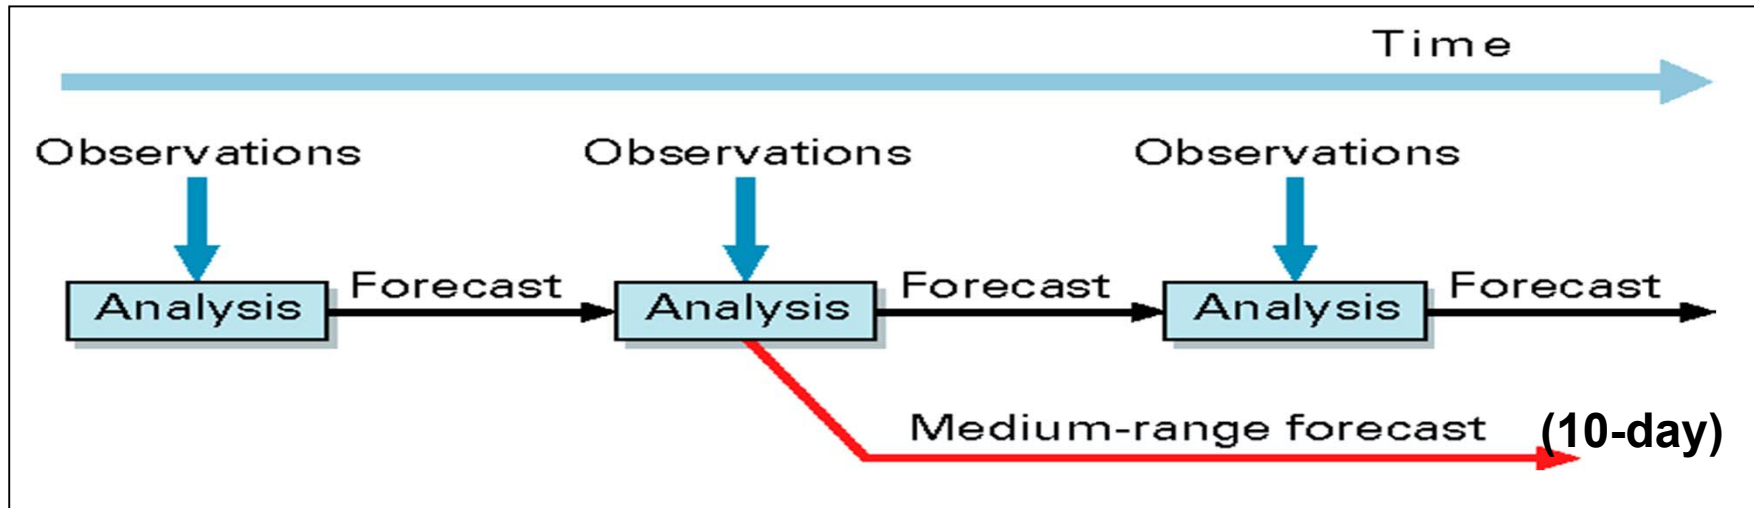 Time
Observations Observations Observations
Analysis Forecast Analysis Forecast Analysis Forecast
Medium-range forecast (10-day)